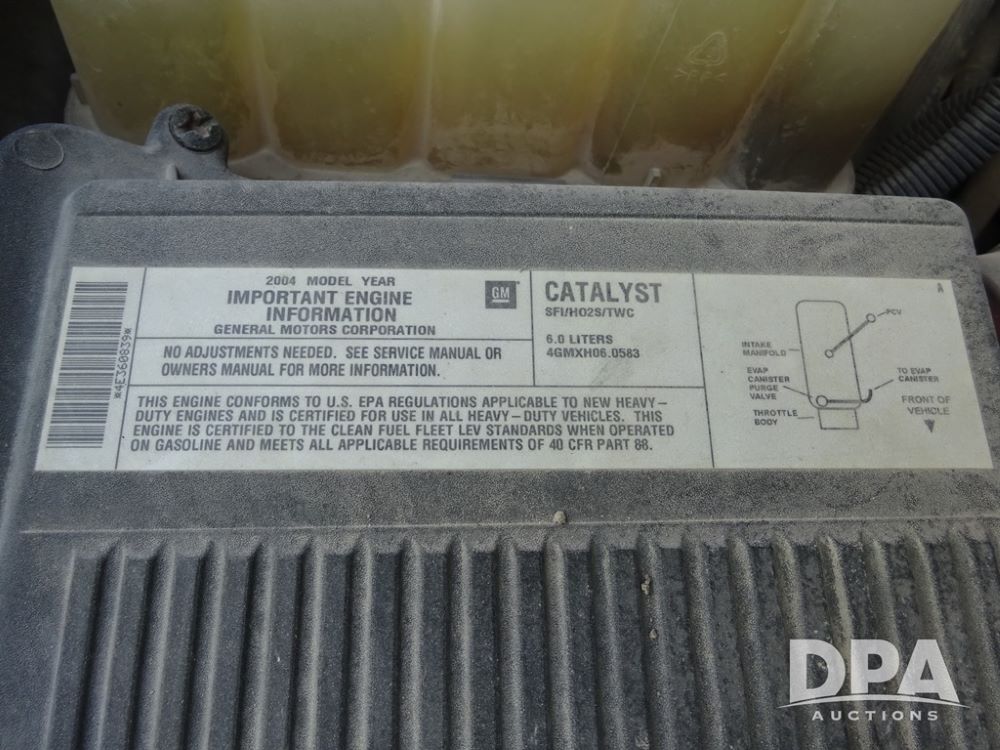 *4E360839*
2004 MODEL YEAR
IMPORTANT ENGINE
INFORMATION
GENERAL MOTORS CORPORATION
GM
NO ADJUSTMENTS NEEDED. SEE SERVICE MANUAL OR
OWNERS MANUAL FOR MORE INFORMATION.
CATALYST
SFI/HO2S/TWC
6.0 LITERS
4GMXH06.0583
THIS ENGINE CONFORMS TO U.S. EPA REGULATIONS APPLICABLE TO NEW HEAVY-
DUTY ENGINES AND IS CERTIFIED FOR USE IN ALL HEAVY-DUTY VEHICLES. THIS
ENGINE IS CERTIFIED TO THE CLEAN FUEL FLEET LEV STANDARDS WHEN OPERATED
ON GASOLINE AND MEETS ALL APPLICABLE REQUIREMENTS OF 40 CFR PART 88.
A
PCV
INTAKE
MANIFOLD
EVAP
CANISTER
PURGE
VALVE
THROTTLE
BODY
TO EVAP
CANISTER
FRONT OF
VEHICLE
DPA
AUCTIONS